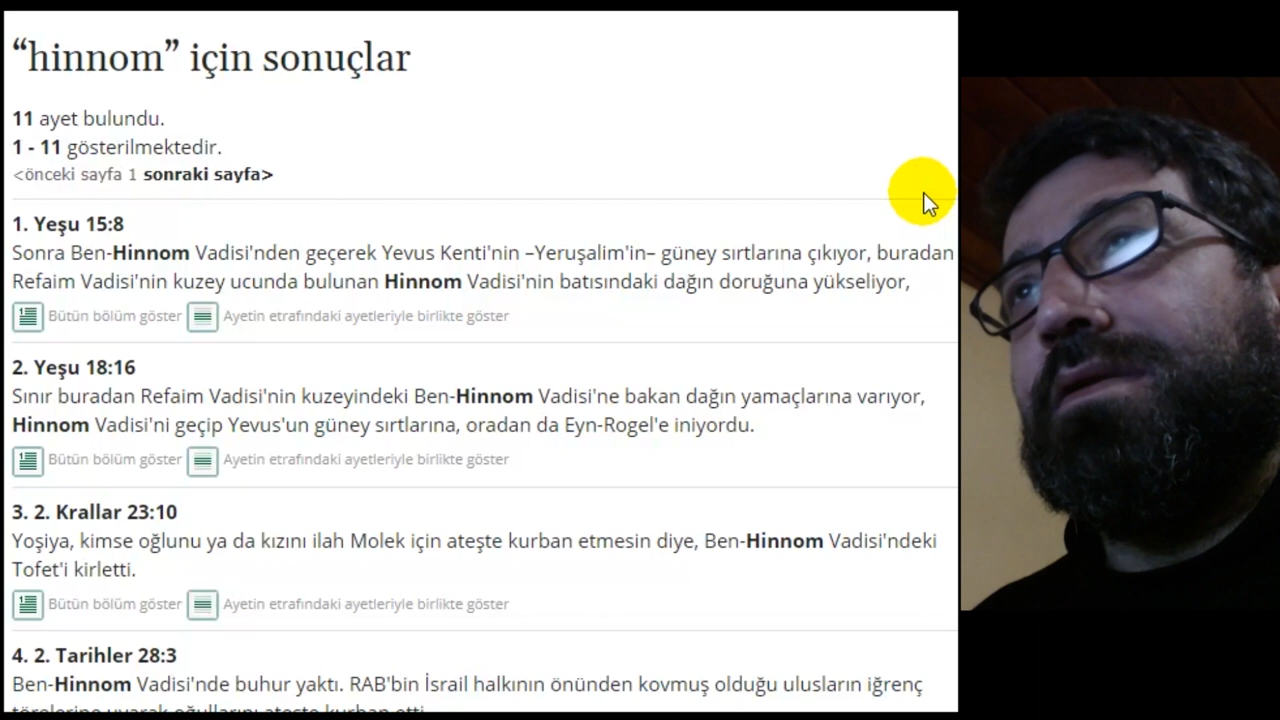 “hinnom” için sonuçlar
11 ayet bulundu.
1 - 11 gösterilmektedir.
<önceki sayfa 1 sonraki sayfa>
1. Yeşu 15:8
Sonra Ben-Hinnom Vadisi'nden geçerek Yevus Kenti'nin –Yeruşalim'in– güney sırtlarına çıkıyor, buradan
Refaim Vadisi'nin kuzey ucunda bulunan Hinnom Vadisi'nin batısındaki dağın doruğuna yükseliyor,
Bütün bölüm göster Ayetin etrafındaki ayetleriyle birlikte göster
2. Yeşu 18:16
Sınır buradan Refaim Vadisi'nin kuzeyindeki Ben-Hinnom Vadisi'ne bakan dağın yamaçlarına varıyor,
Hinnom Vadisi'ni geçip Yevus'un güney sırtlarına, oradan da Eyn-Rogel'e iniyordu.
Bütün bölüm göster Ayetin etrafındaki ayetleriyle birlikte göster
3. 2. Krallar 23:10
Yoşiya, kimse oğlunu ya da kızını ilah Molek için ateşte kurban etmesin diye, Ben-Hinnom Vadisi'ndeki
Tofet'i kirletti.
Bütün bölüm göster Ayetin etrafındaki ayetleriyle birlikte göster
4. 2. Tarihler 28:3
Ben-Hinnom Vadisi'nde buhur yaktı. RAB'bin İsrail halkının önünden kovmuş olduğu ulusların iğrenç
törelerine uyarak oğullarını ateşte kurban etti.